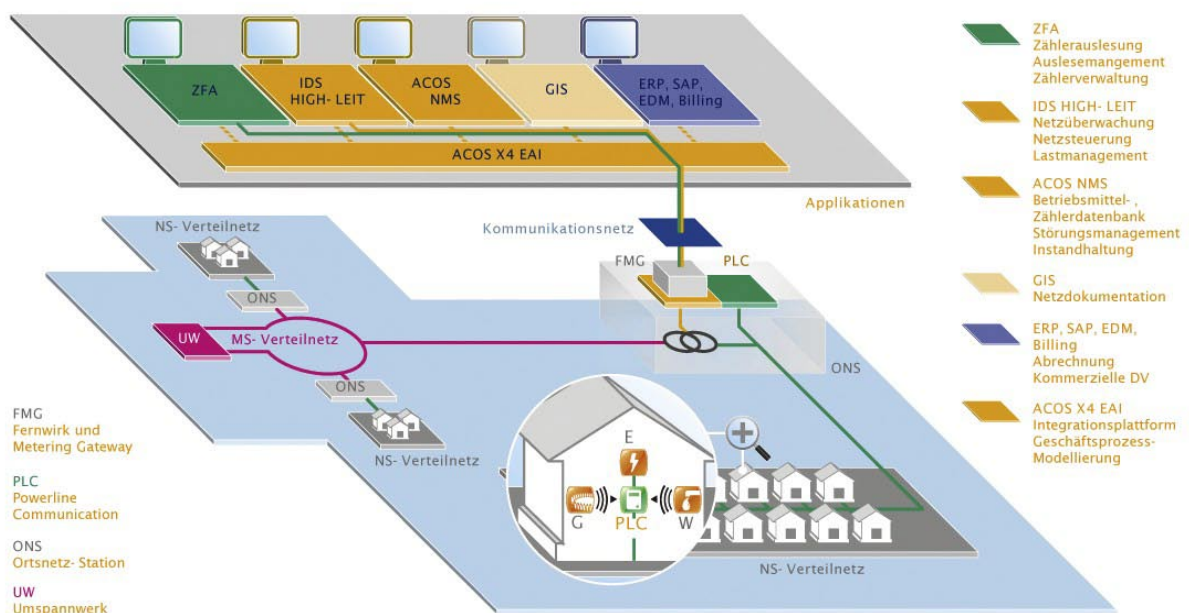 ZFA
IDS
HIGH- LEIT
ACOS
NMS
GIS
ERP, SAP,
EDM, Billing
ACOS X4 EAI
Applikationen
Kommunikationsnetz
FMG
PLC
ONS
NS- Verteilnetz
ONS
UW
MS- Verteilnetz
ONS
NS- Verteilnetz
E
G
PLC
W
NS- Verteilnetz
FMG
Fernwirk und
Metering Gateway
PLC
Powerline
Communication
ONS
Ortsnetz- Station
UW
Umspannwerk
ZFA
Zählerauslesung
Auslesemangement
Zählerverwaltung
IDS HIGH- LEIT
Netzüberwachung
Netzsteuerung
Lastmanagement
ACOS NMS
Betriebsmittel- ,
Zählerdatenbank
Störungsmanagement
Instandhaltung
GIS
Netzdokumentation
ERP, SAP, EDM,
Billing
Abrechnung
Kommerzielle DV
ACOS X4 EAI
Integrationsplattform
Geschäftsprozess-
Modellierung